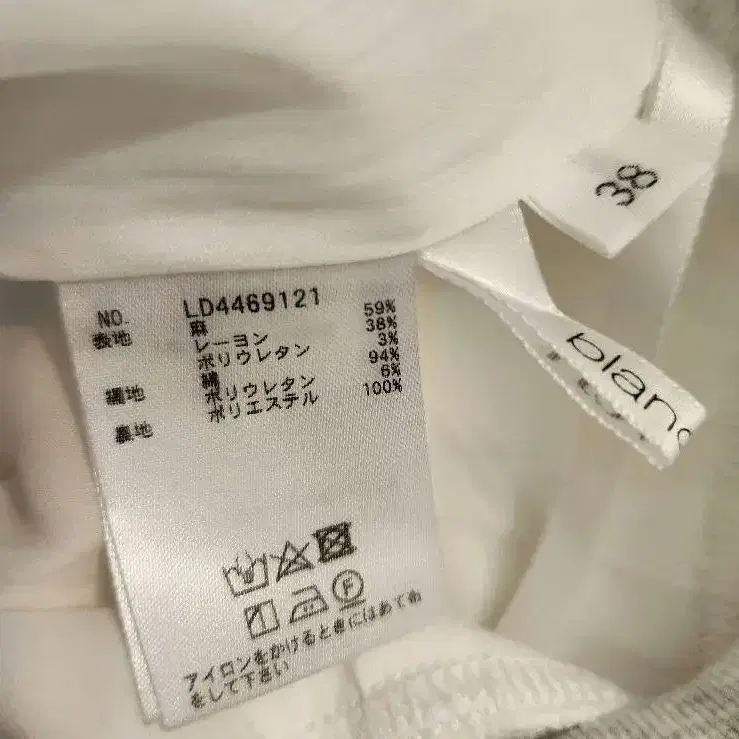 38
blanc
NO. LD4469121
表地 麻 59%
レーヨン 38%
ポリウレタン 3%
綿 94%
綿地 ポリウレタン 6%
裏地 ポリエステル 100%
アイロンをかけるときにはあて布
をして下さい